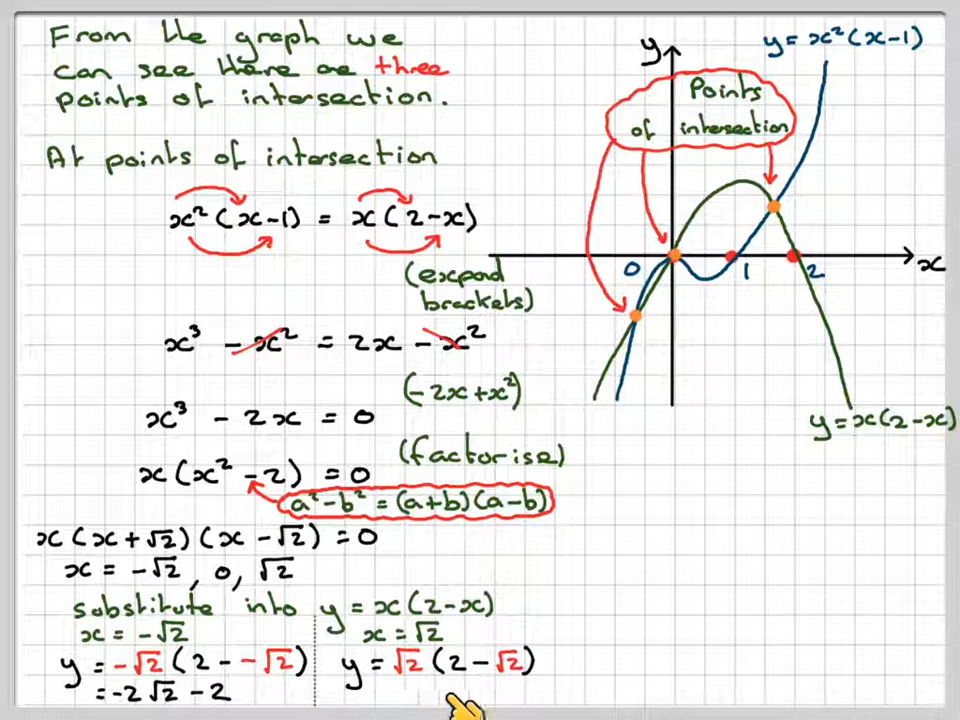 From the graph we
can see there are three
points of intersection.
At points of intersection
x²(x-1) = x(2-x)
(expand
brackets)
x³ - x² = 2x - x²
(-2x+x²)
x³ - 2x = 0
(factorise)
x(x² - 2) = 0
a²-b² = (a+b)(a-b)
x(x+√2)(x-√2) = 0
x = -√2, 0, √2
substitute into y = x(2-x)
x = -√2
y = -√2(2--√2)
= -2√2 - 2
x = √2
y = √2(2-√2)
y = x²(x-1)
y
Points
of intersection
0
1
2
x
y = x(2-x)